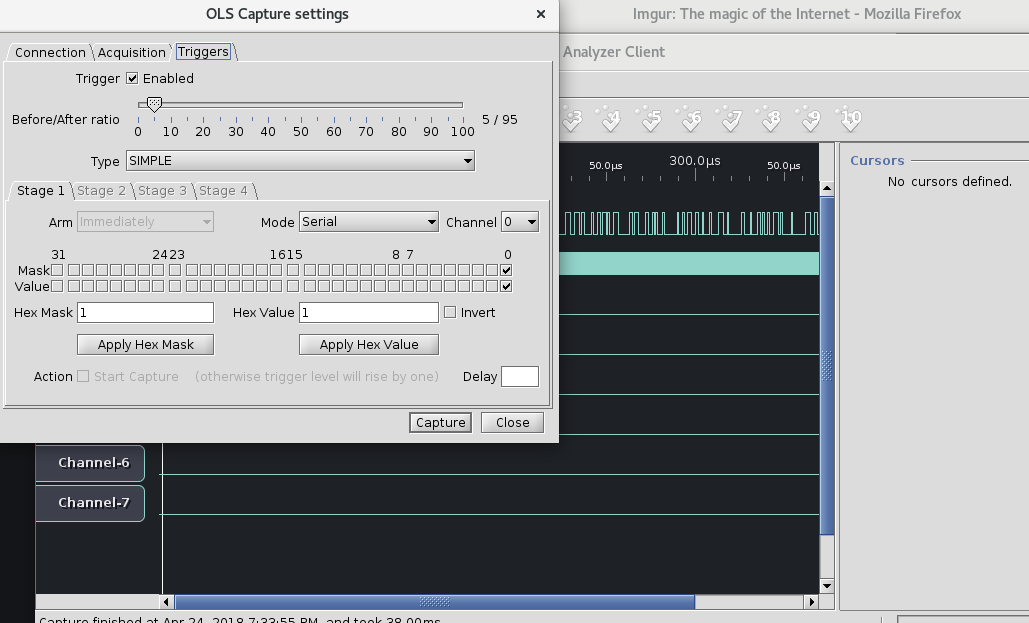 OLS Capture settings
×
Imgur: The magic of the Internet - Mozilla Firefox
Analyzer Client
Connection Acquisition Triggers
Trigger Enabled
Before/After ratio 5 / 95
0 10 20 30 40 50 60 70 80 90 100
3 4 5 6 7 8 9 10
Type SIMPLE
50.0µs 300.0µs 50.0µs
Cursors
No cursors defined.
Stage 1 Stage 2 Stage 3 Stage 4
Arm Immediately Mode Serial Channel 0
31 24 23 16 15 8 7 0
Mask
Value
Hex Mask 1 Hex Value 1 Invert
Apply Hex Mask Apply Hex Value
Action Start Capture (otherwise trigger level will rise by one) Delay
Capture Close
Channel-6
Channel-7
Capture finished at Apr 24, 2018 7:33:55 PM, and took 38.00ms.